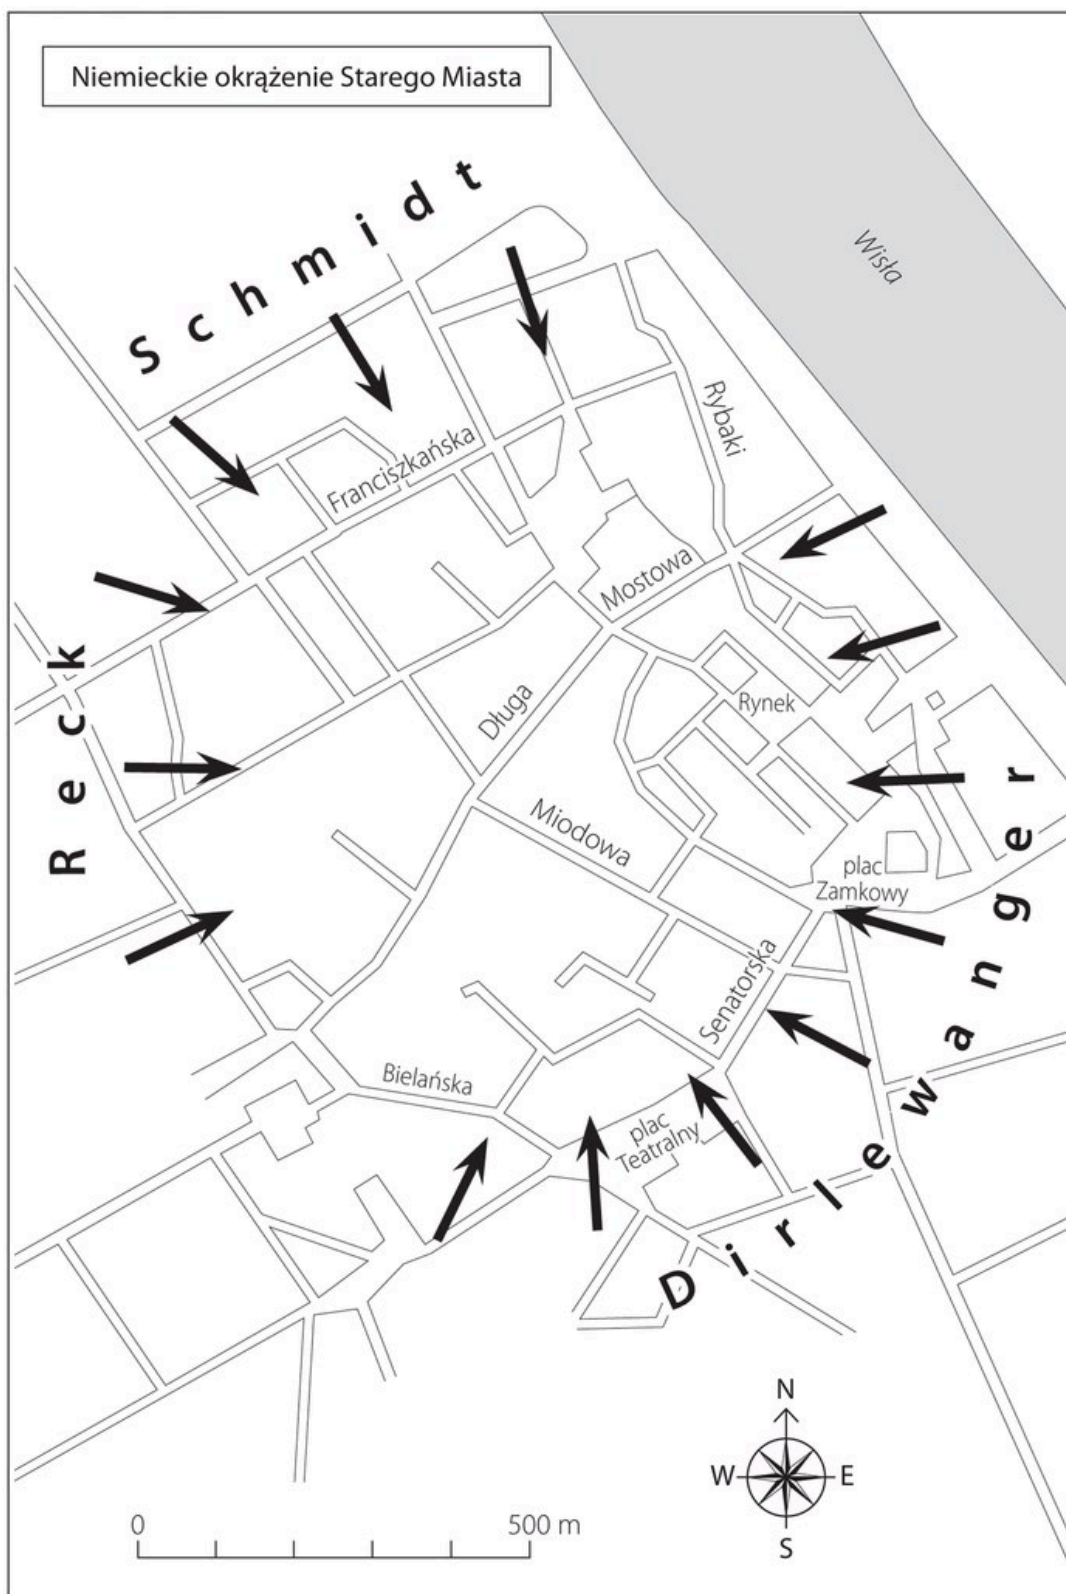 Niemieckie okrążenie Starego Miasta
Schmidt
Wisła
Rybaki
Franciszkańska
Mostowa
Reck
Długa
Rynek
Miodowa
plac
Zamkowy
Senatorska
Bielańska
plac
Teatralny
Dirlewanger
N
W
E
S
0
500 m